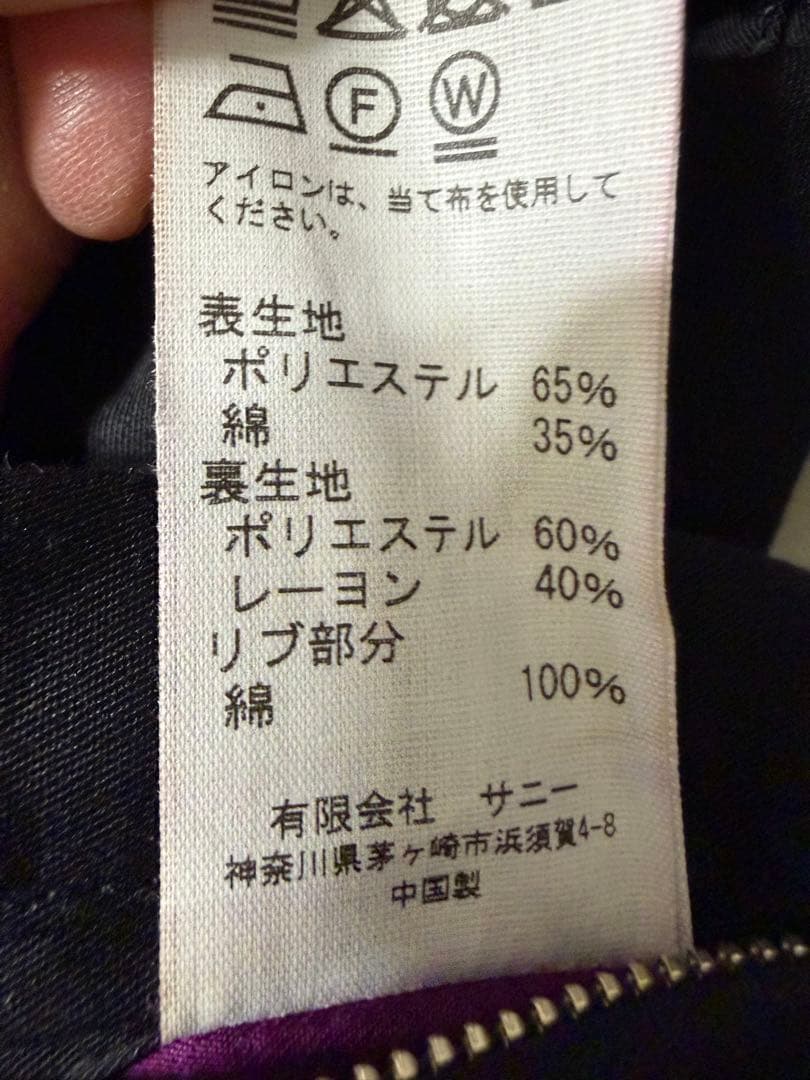 F W
アイロンは、当て布を使用して
ください。
表生地
ポリエステル 65%
綿 35%
裏生地
ポリエステル 60%
レーヨン 40%
リブ部分
綿 100%
有限会社 サニー
神奈川県茅ヶ崎市浜須賀4-8
中国製